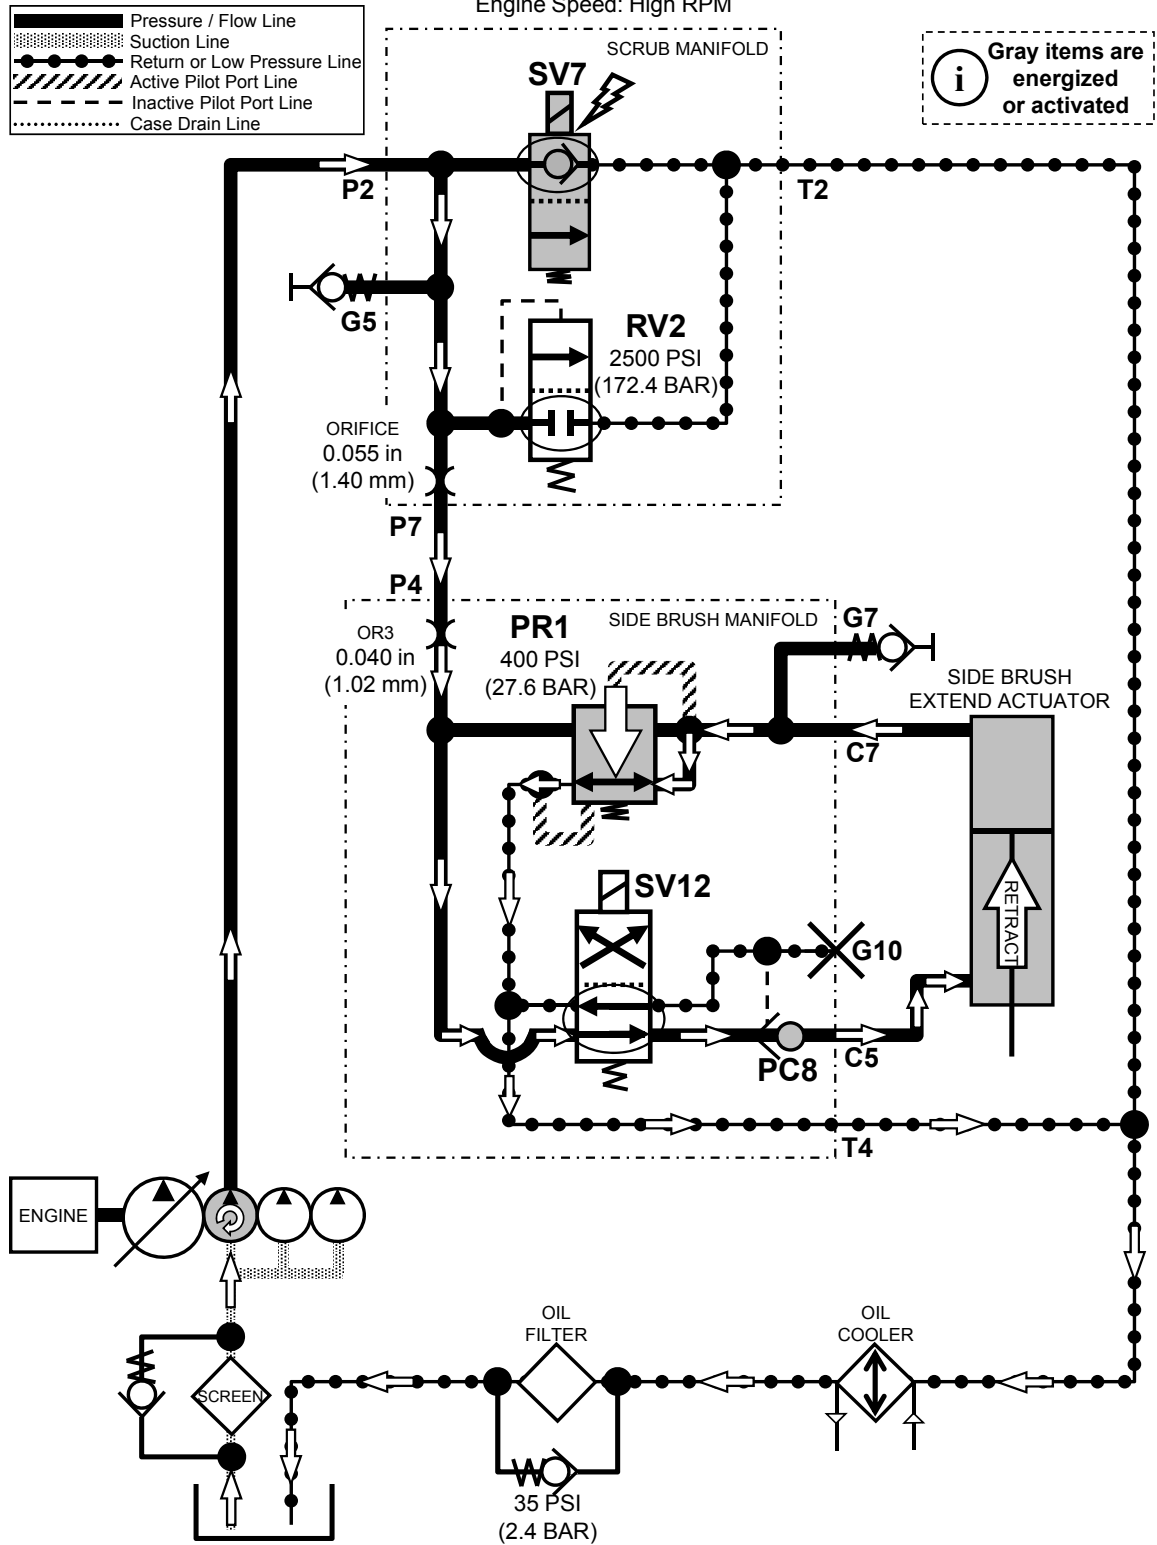 Engine Speed: High RPM
Pressure / Flow Line
Suction Line
Return or Low Pressure Line
Active Pilot Port Line
Inactive Pilot Port Line
Case Drain Line
SCRUB MANIFOLD
i
Gray items are
energized
or activated
SV7
P2
T2
G5
RV2
2500 PSI
(172.4 BAR)
ORIFICE
0.055 in
(1.40 mm)
P7
P4
SIDE BRUSH MANIFOLD
OR3
0.040 in
(1.02 mm)
PR1
400 PSI
(27.6 BAR)
G7
SIDE BRUSH
EXTEND ACTUATOR
C7
RETRACT
SV12
G10
PC8
C5
T4
ENGINE
SCREEN
OIL
FILTER
OIL
COOLER
35 PSI
(2.4 BAR)